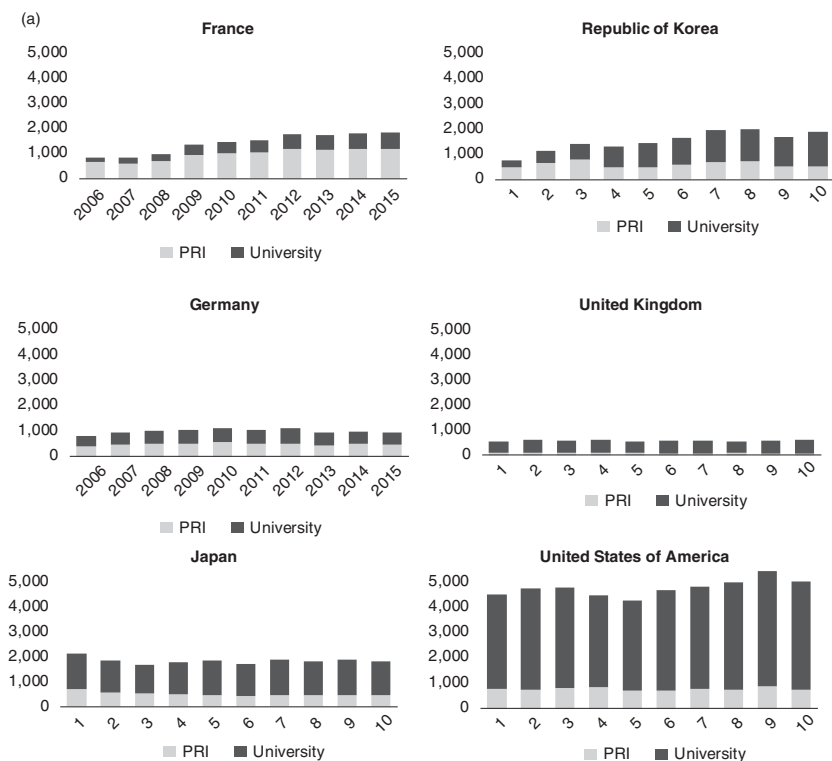 (a)
France
5,000
4,000
3,000
2,000
1,000
0
2006 2007 2008 2009 2010 2011 2012 2013 2014 2015
PRI University
Republic of Korea
5,000
4,000
3,000
2,000
1,000
0
1 2 3 4 5 6 7 8 9 10
PRI University
Germany
5,000
4,000
3,000
2,000
1,000
0
2006 2007 2008 2009 2010 2011 2012 2013 2014 2015
PRI University
United Kingdom
5,000
4,000
3,000
2,000
1,000
0
1 2 3 4 5 6 7 8 9 10
PRI University
Japan
5,000
4,000
3,000
2,000
1,000
0
1 2 3 4 5 6 7 8 9 10
PRI University
United States of America
5,000
4,000
3,000
2,000
1,000
0
1 2 3 4 5 6 7 8 9 10
PRI University